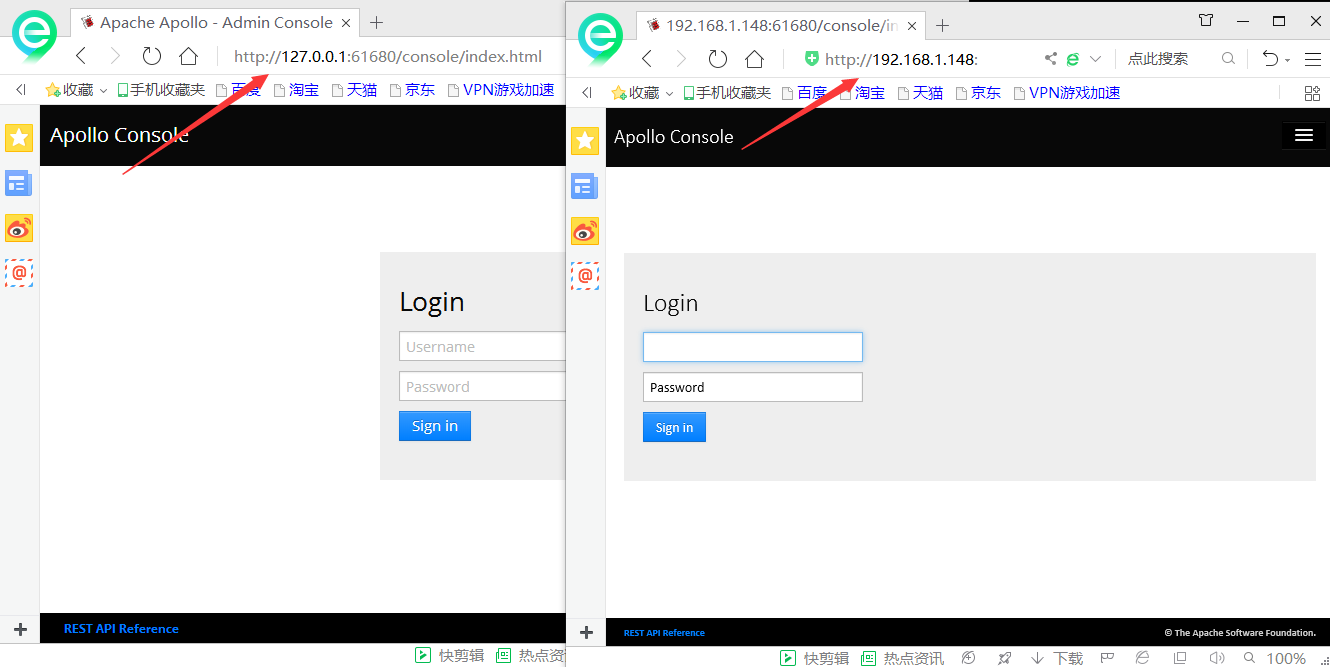 Apache Apollo - Admin Console
http://127.0.0.1:61680/console/index.html
收藏 手机收藏夹 百度 淘宝 天猫 京东 VPN游戏加速
Apollo Console
Login
Username
Password
Sign in
REST API Reference
快剪辑 热点资
192.168.1.148:61680/console/in
http://192.168.1.148: 点此搜索
收藏 手机收藏夹 百度 淘宝 天猫 京东 VPN游戏加速
Apollo Console
Login
Password
Sign in
REST API Reference © The Apache Software Foundation.
快剪辑 热点资讯 下载 100%